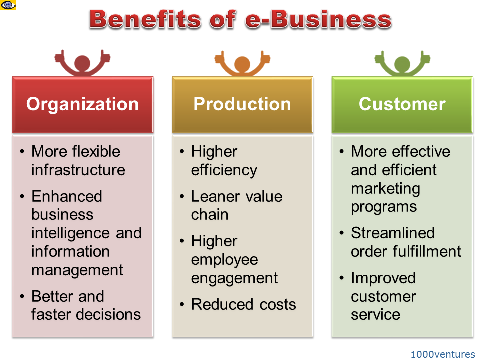 Benefits of e-Business
Organization
• More flexible
infrastructure
• Enhanced
business
intelligence and
information
management
• Better and
faster decisions
Production
• Higher
efficiency
• Leaner value
chain
• Higher
employee
engagement
• Reduced costs
Customer
• More effective
and efficient
marketing
programs
• Streamlined
order fulfillment
• Improved
customer
service
1000ventures